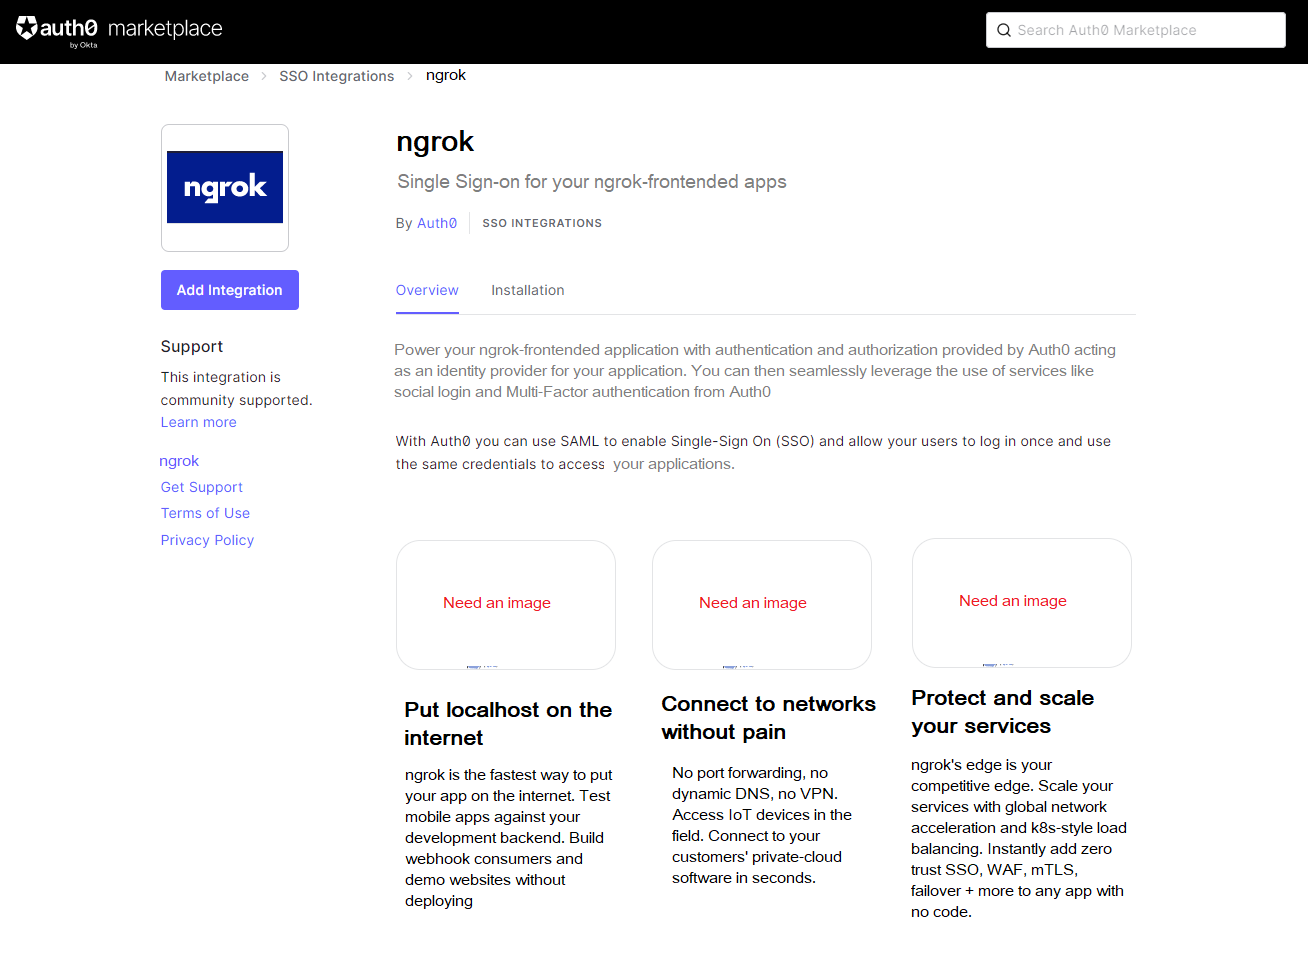 auth0 marketplace
by Okta
Search Auth0 Marketplace
Marketplace > SSO Integrations > ngrok
ngrok
Add Integration
Support
This integration is
community supported.
Learn more
ngrok
Get Support
Terms of Use
Privacy Policy
ngrok
Single Sign-on for your ngrok-frontended apps
By Auth0 SSO INTEGRATIONS
Overview Installation
Power your ngrok-frontended application with authentication and authorization provided by Auth0 acting
as an identity provider for your application. You can then seamlessly leverage the use of services like
social login and Multi-Factor authentication from Auth0
With Auth0 you can use SAML to enable Single-Sign On (SSO) and allow your users to log in once and use
the same credentials to access your applications.
Need an image
Put localhost on the
internet
ngrok is the fastest way to put
your app on the internet. Test
mobile apps against your
development backend. Build
webhook consumers and
demo websites without
deploying
Need an image
Connect to networks
without pain
No port forwarding, no
dynamic DNS, no VPN.
Access IoT devices in the
field. Connect to your
customers' private-cloud
software in seconds.
Need an image
Protect and scale
your services
ngrok's edge is your
competitive edge. Scale your
services with global network
acceleration and k8s-style load
balancing. Instantly add zero
trust SSO, WAF, mTLS,
failover + more to any app with
no code.